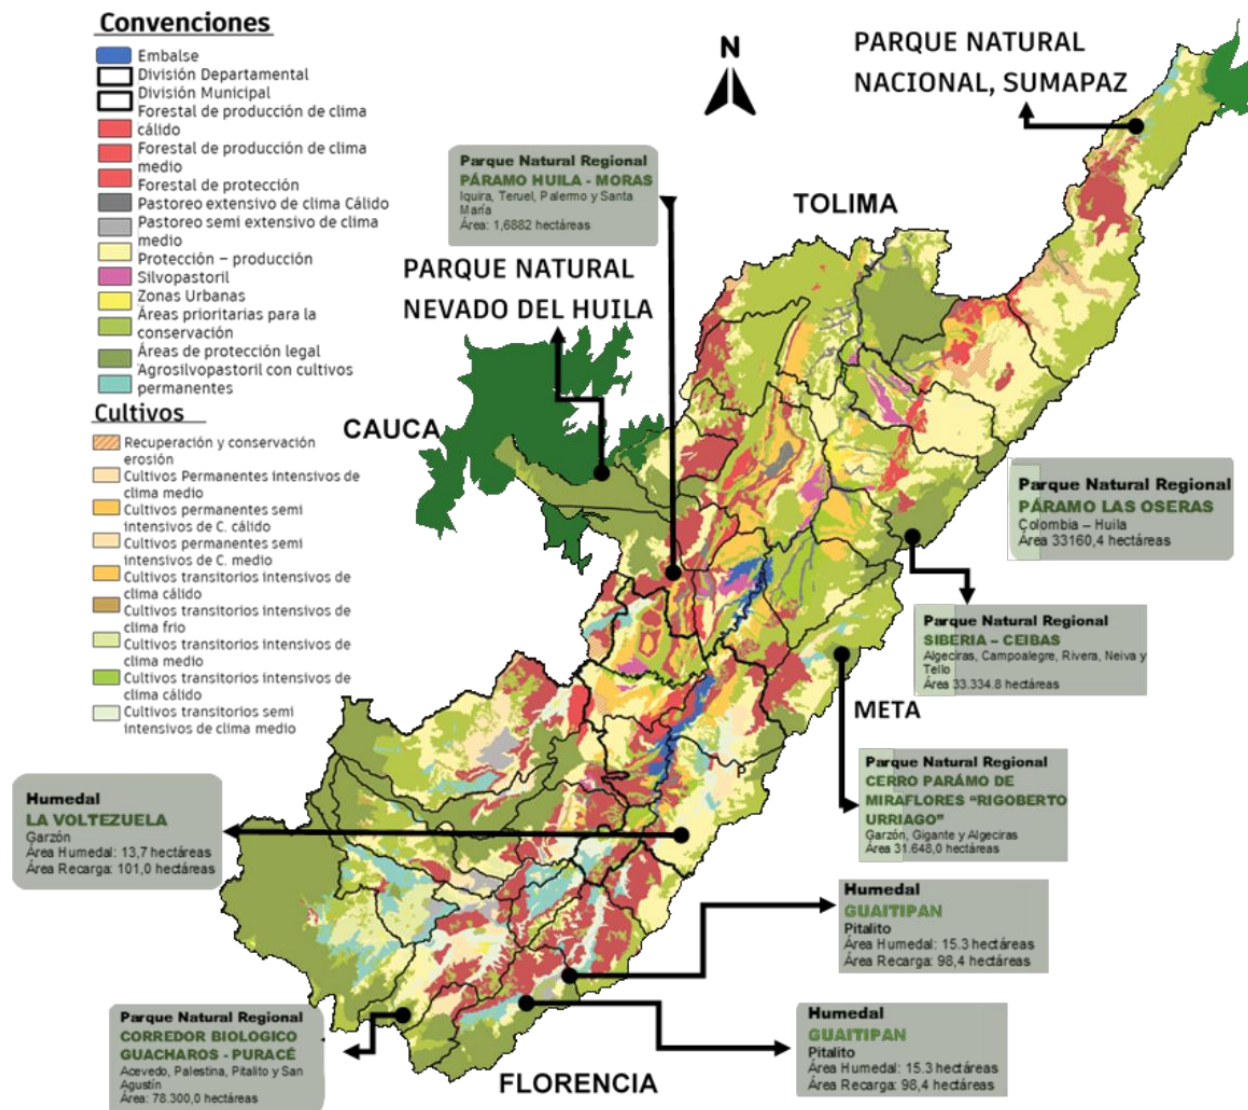 Convenciones
Embalse
División Departamental
División Municipal
Forestal de producción de clima
cálido
Forestal de producción de clima
medio
Forestal de protección
Pastoreo extensivo de clima Cálido
Pastoreo semi extensivo de clima
medio
Protección – producción
Silvopastoril
Zonas Urbanas
Áreas prioritarias para la
conservación
Áreas de protección legal
Agrosilvopastoril con cultivos
permanentes
Cultivos
Recuperación y conservación
erosión
Cultivos Permanentes intensivos de
clima medio
Cultivos permanentes semi
intensivos de C. cálido
Cultivos permanentes semi
intensivos de C. medio
Cultivos transitorios intensivos de
clima cálido
Cultivos transitorios intensivos de
clima frio
Cultivos transitorios intensivos de
clima medio
Cultivos transitorios intensivos de
clima cálido
Cultivos transitorios semi
intensivos de clima medio
N
PARQUE NATURAL
NACIONAL, SUMAPAZ
Parque Natural Regional
PÁRAMO HUILA - MORAS
Iquira, Teruel, Palermo y Santa
María
Área: 1,6882 hectáreas
TOLIMA
PARQUE NATURAL
NEVADO DEL HUILA
CAUCA
Parque Natural Regional
PÁRAMO LAS OSERAS
Colombia – Huila
Área 33160,4 hectáreas
Parque Natural Regional
SIBERIA – CEIBAS
Algeciras, Campoalegre, Rivera, Neiva y
Tello
Área 33.334.8 hectáreas
META
P
Parque Natural Regional
CERRO PARÁMO DE
MIRAFLORES “RIGOBERTO
URRIAGO”
Garzón, Gigante y Algeciras
Área 31.648,0 hectáreas
Humedal
LA VOLTEZUELA
Garzón
Área Humedal: 13,7 hectáreas
Área Recarga: 101,0 hectáreas
Humedal
GUAITIPAN
Pitalito
Área Humedal: 15.3 hectáreas
Área Recarga: 98,4 hectáreas
Humedal
GUAITIPAN
Pitalito
Área Humedal: 15.3 hectáreas
Área Recarga: 98,4 hectáreas
Parque Natural Regional
CORREDOR BIOLOGICO
GUACHAROS - PURACÉ
Acevedo, Palestina, Pitalito y San
Agustín
Área: 78.300,0 hectáreas
FLORENCIA